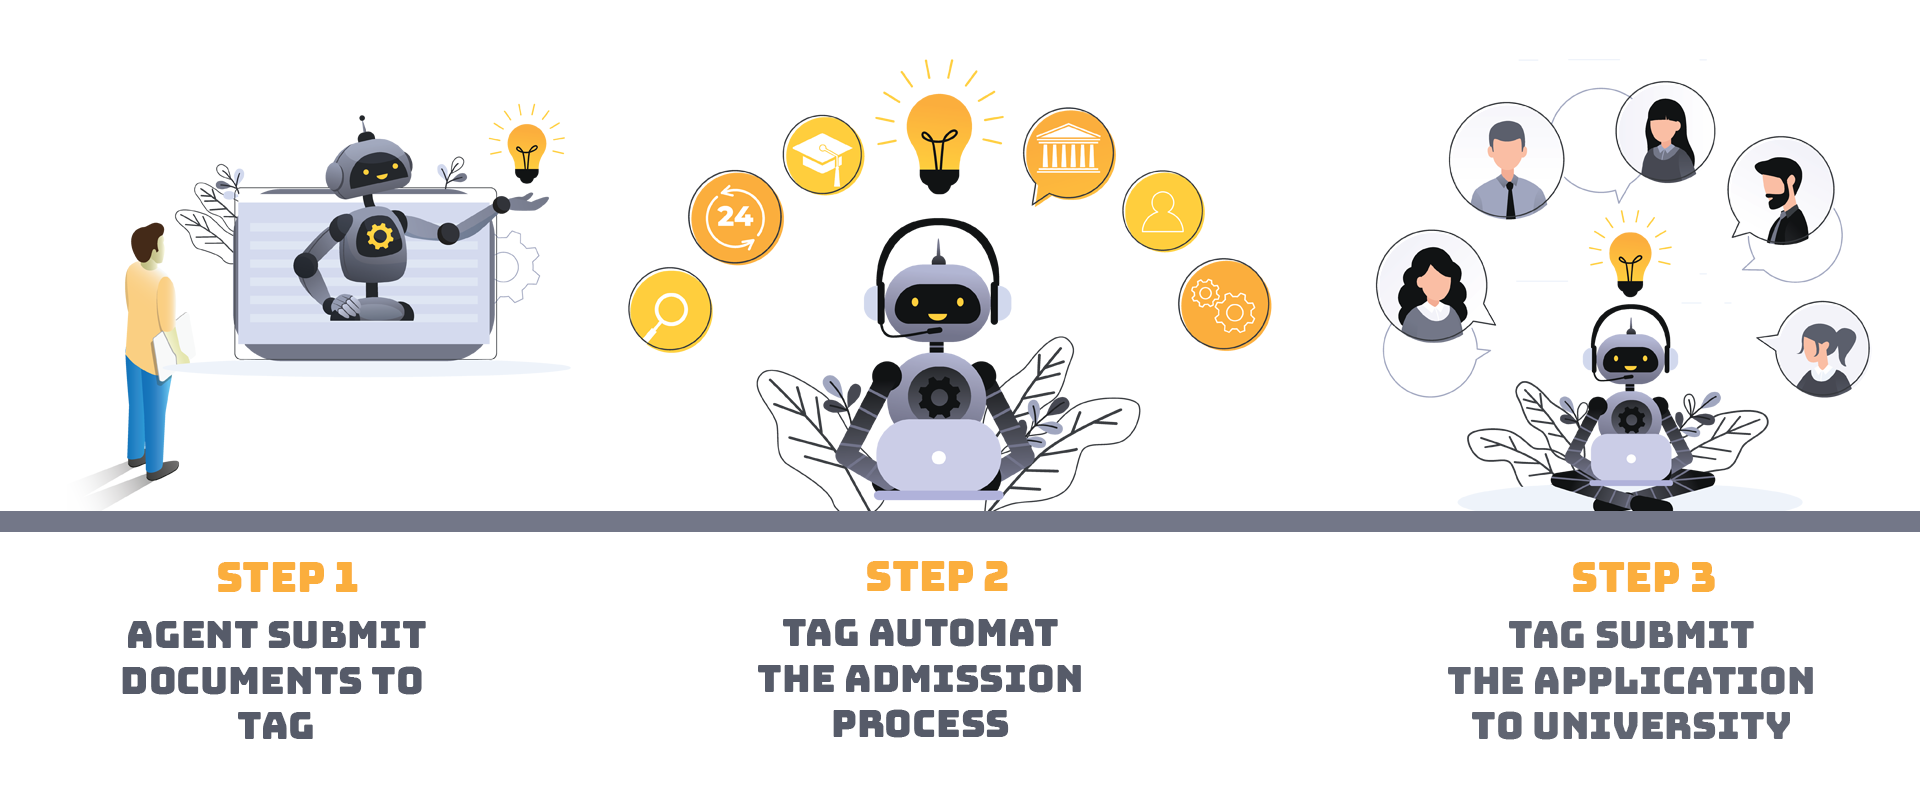 24
STEP 1
AGENT SUBMIT
DOCUMENTS TO
TAG
STEP 2
TAG AUTOMAT
THE ADMISSION
PROCESS
STEP 3
TAG SUBMIT
THE APPLICATION
TO UNIVERSITY